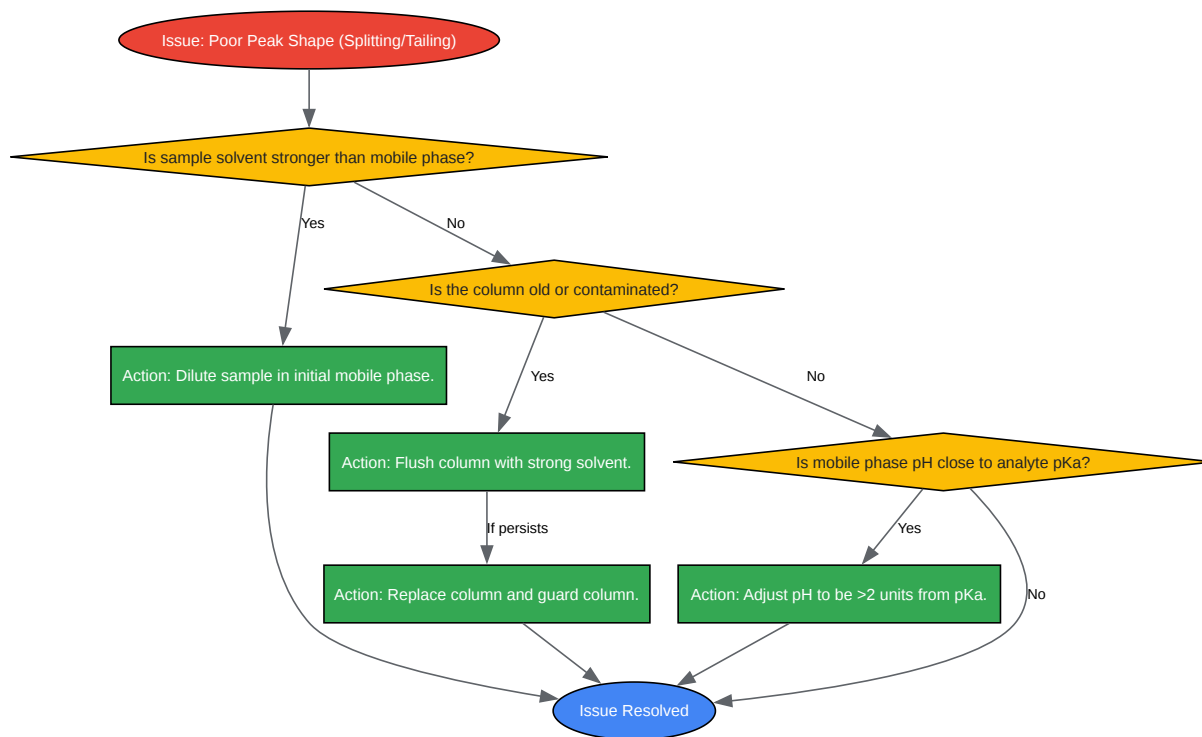 Issue: Poor Peak Shape (Splitting/Tailing)
Is sample solvent stronger than mobile phase?
Yes
No
Is the column old or contaminated?
Action: Dilute sample in initial mobile phase.
Yes
No
Action: Flush column with strong solvent.
Is mobile phase pH close to analyte pKa?
If persists
Yes
Action: Replace column and guard column.
Action: Adjust pH to be >2 units from pKa.
No
Issue Resolved